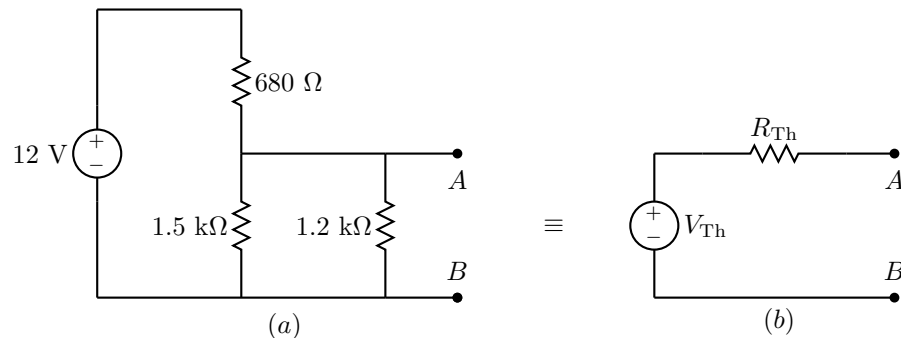 680 Ω
12 V
+
−
A
1.5 kΩ
1.2 kΩ
B
(a)
≡
R_Th
A
+
−
V_Th
B
(b)